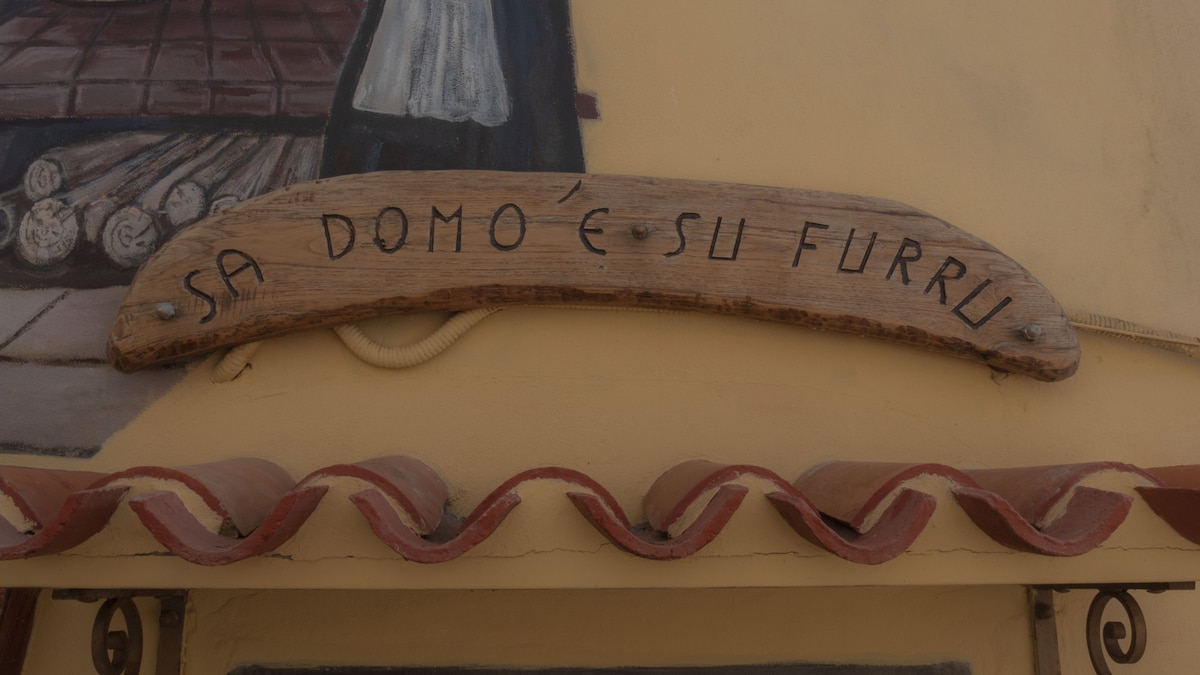 SA DOMO 'E SU FURRU